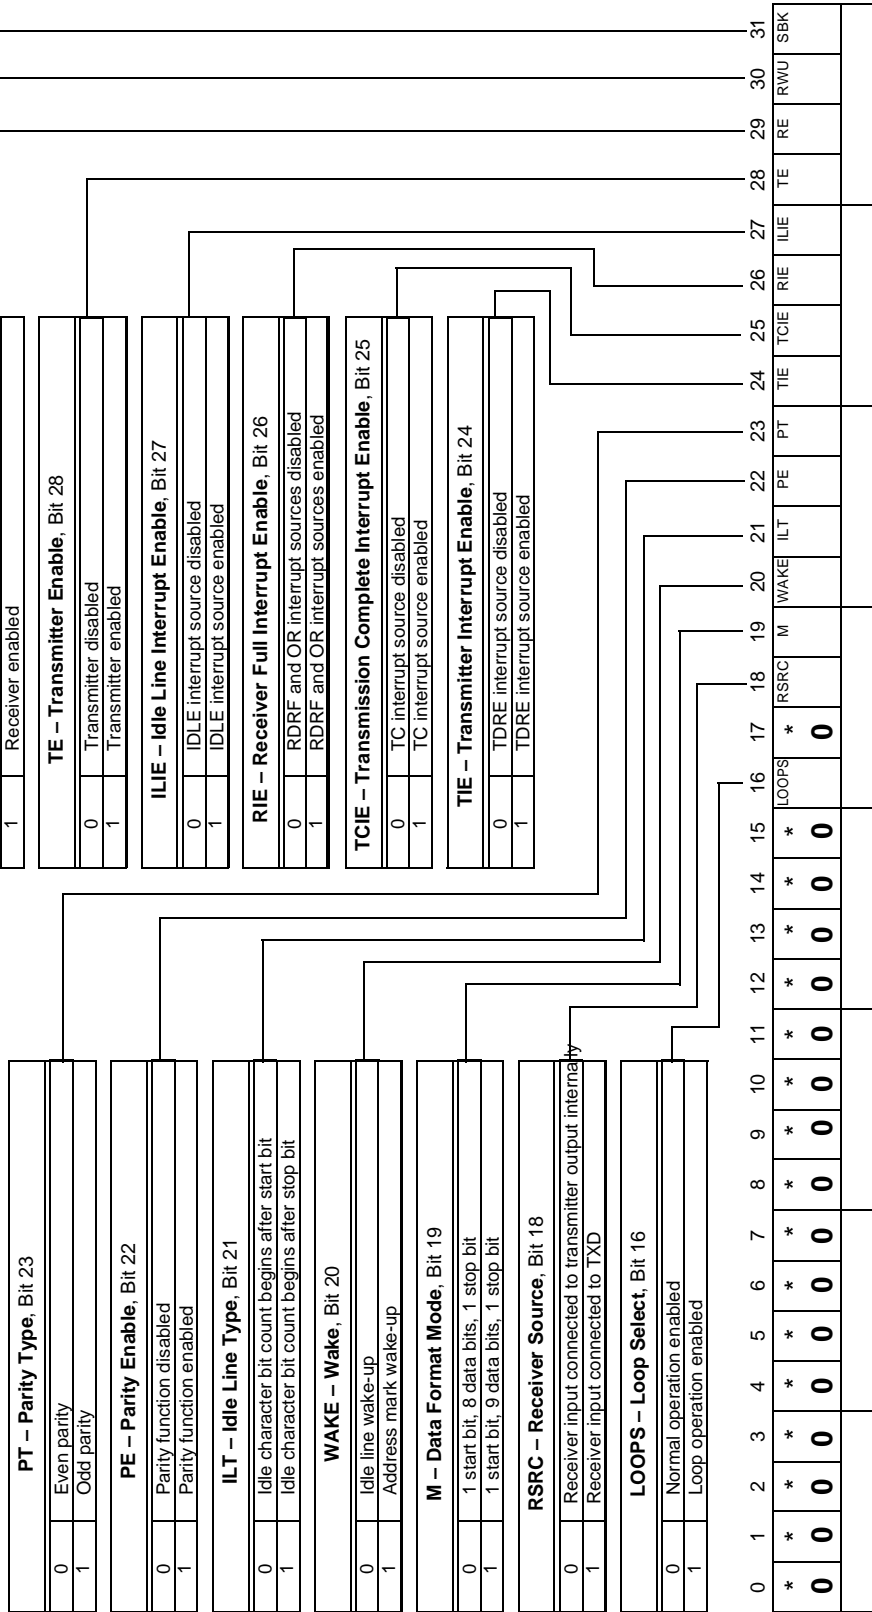 1 Receiver enabled
TE – Transmitter Enable, Bit 28
0 Transmitter disabled
1 Transmitter enabled
ILIE – Idle Line Interrupt Enable, Bit 27
0 IDLE interrupt source disabled
1 IDLE interrupt source enabled
RIE – Receiver Full Interrupt Enable, Bit 26
0 RDRF and OR interrupt sources disabled
1 RDRF and OR interrupt sources enabled
TCIE – Transmission Complete Interrupt Enable, Bit 25
0 TC interrupt source disabled
1 TC interrupt source enabled
TIE – Transmitter Interrupt Enable, Bit 24
0 TDRE interrupt source disabled
1 TDRE interrupt source enabled
PT – Parity Type, Bit 23
0 Even parity
1 Odd parity
PE – Parity Enable, Bit 22
0 Parity function disabled
1 Parity function enabled
ILT – Idle Line Type, Bit 21
0 Idle character bit count begins after start bit
1 Idle character bit count begins after stop bit
WAKE – Wake, Bit 20
0 Idle line wake-up
1 Address mark wake-up
M – Data Format Mode, Bit 19
0 1 start bit, 8 data bits, 1 stop bit
1 1 start bit, 9 data bits, 1 stop bit
RSRC – Receiver Source, Bit 18
0 Receiver input connected to transmitter output internally
1 Receiver input connected to TXD
LOOPS – Loop Select, Bit 16
0 Normal operation enabled
1 Loop operation enabled
0 1 2 3 4 5 6 7 8 9 10 11 12 13 14 15 16 17 18 19 20 21 22 23 24 25 26 27 28 29 30 31
* * * * * * * * * * * * * * * * LOOPS * RSRC M WAKE ILT PE PT TIE TCIE RIE ILIE TE RE RWU SBK
0 0 0 0 0 0 0 0 0 0 0 0 0 0 0 0 0